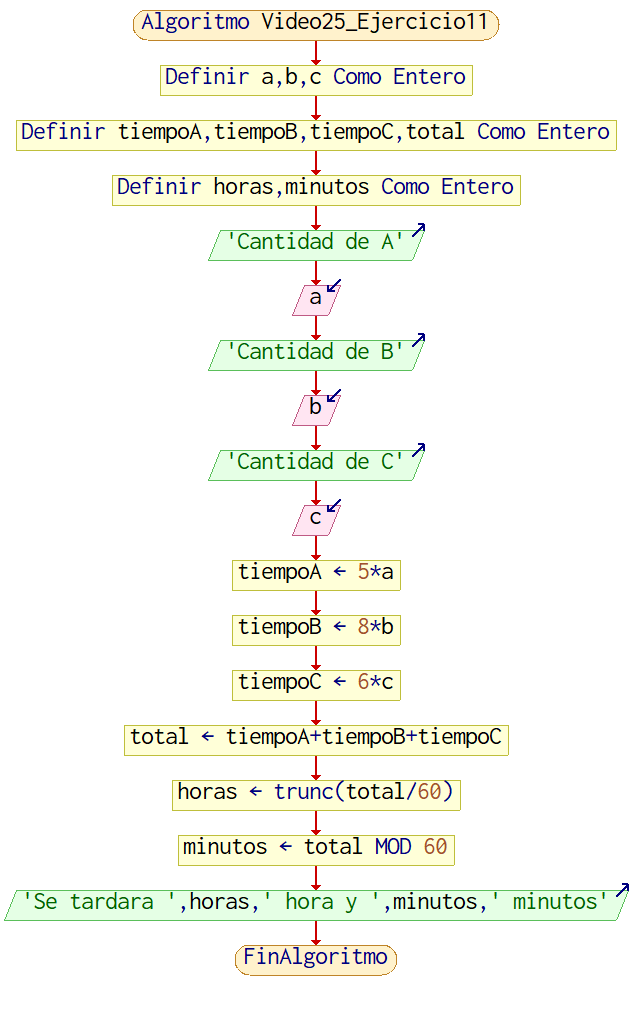 Algoritmo Video25_Ejercicio11
Definir a,b,c Como Entero
Definir tiempoA,tiempoB,tiempoC,total Como Entero
Definir horas,minutos Como Entero
'Cantidad de A'
a
'Cantidad de B'
b
'Cantidad de C'
c
tiempoA ← 5*a
tiempoB ← 8*b
tiempoC ← 6*c
total ← tiempoA+tiempoB+tiempoC
horas ← trunc(total/60)
minutos ← total MOD 60
'Se tardara ',horas,' hora y ',minutos,' minutos'
FinAlgoritmo